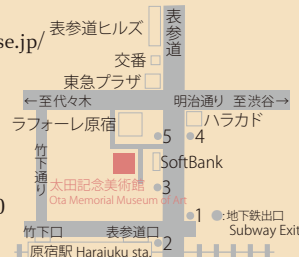 se.jp/
表参道ヒルズ
表参道
交番
東急プラザ
←至代々木
明治通り 至渋谷→
ラフォーレ原宿
ハラカド
5
4
竹下通り
SoftBank
太田記念美術館
3
Ota Memorial Museum of Art
0
1
:地下鉄出口
Subway Exit
竹下口
表参道口
2
原宿駅 Harajuku sta.